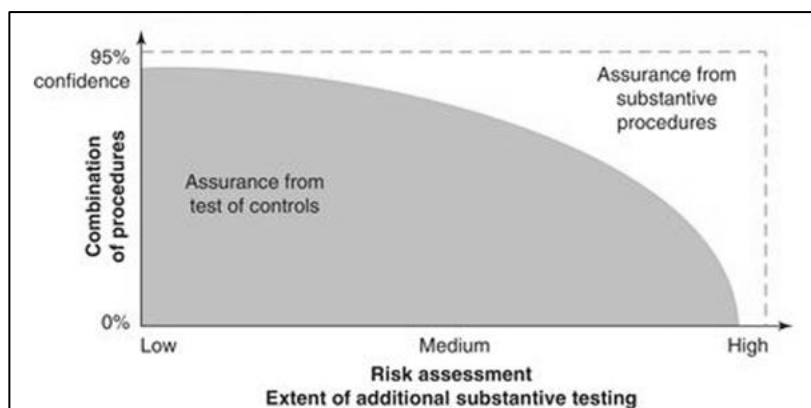 95%
confidence
Assurance from
substantive
procedures
Combination
of procedures
Assurance from
test of controls
0%
Low Medium High
Risk assessment
Extent of additional substantive testing